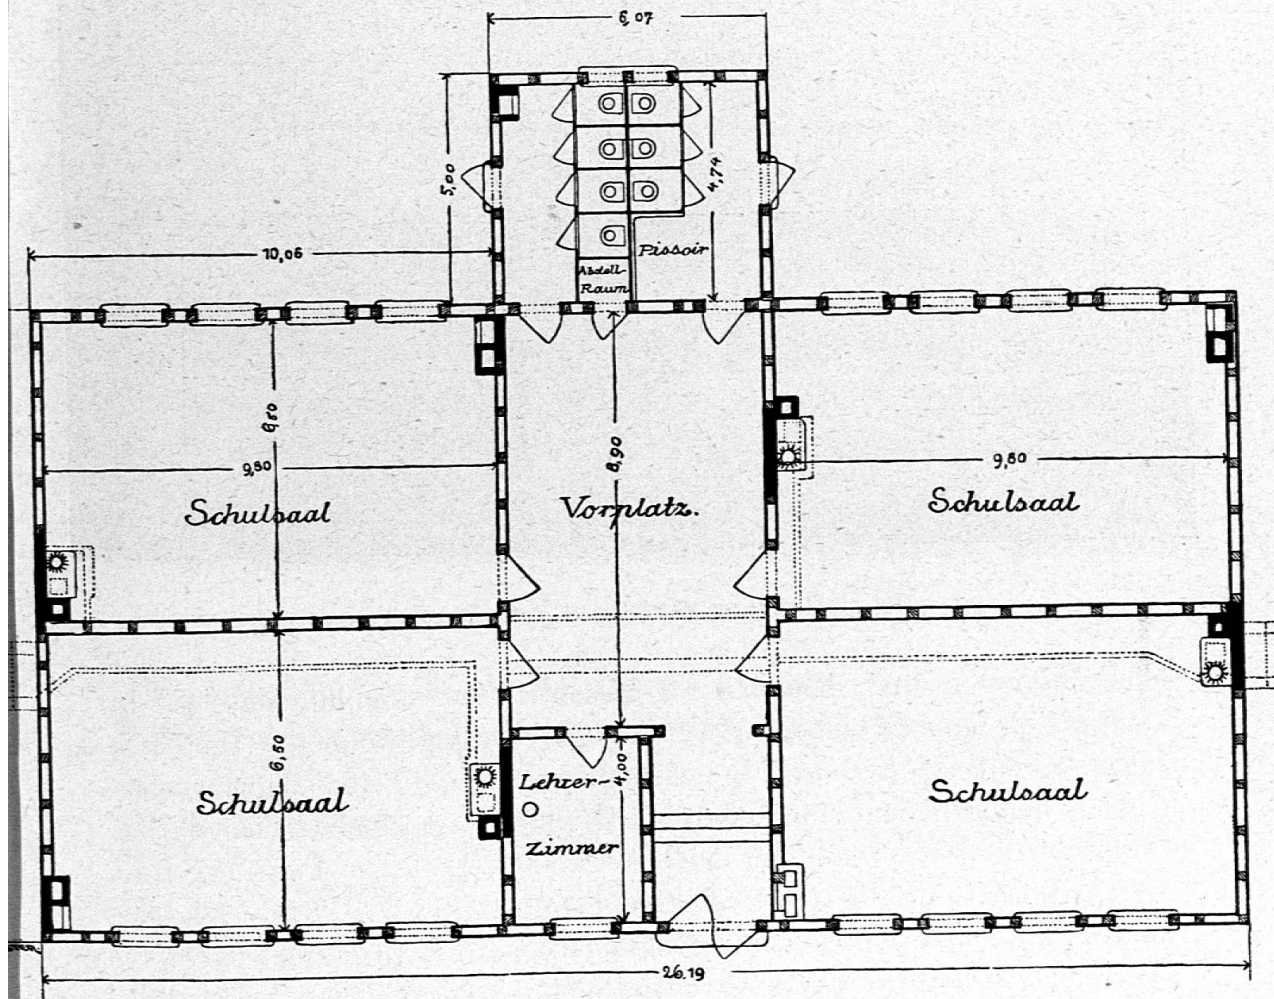 6,07
5,00
4,74
10,06
Pissoir
Abstell-
Raum
6,50
8,90
9,80
9,80
Schulsaal
Vorplatz.
Schulsaal
6,50
Lehrer-
4,00
Zimmer
Schulsaal
Schulsaal
26.19